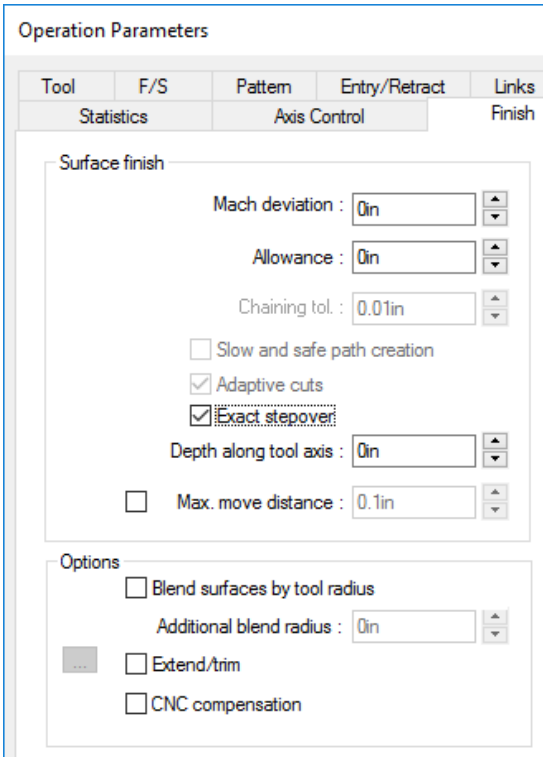 Operation Parameters
Tool F/S Pattern Entry/Retract Links
Statistics Axis Control Finish
Surface finish
Mach deviation : 0in
Allowance : 0in
Chaining tol. : 0.01in
Slow and safe path creation
Adaptive cuts
Exact stepover
Depth along tool axis : 0in
Max. move distance : 0.1in
Options
Blend surfaces by tool radius
Additional blend radius : 0in
... Extend/trim
CNC compensation